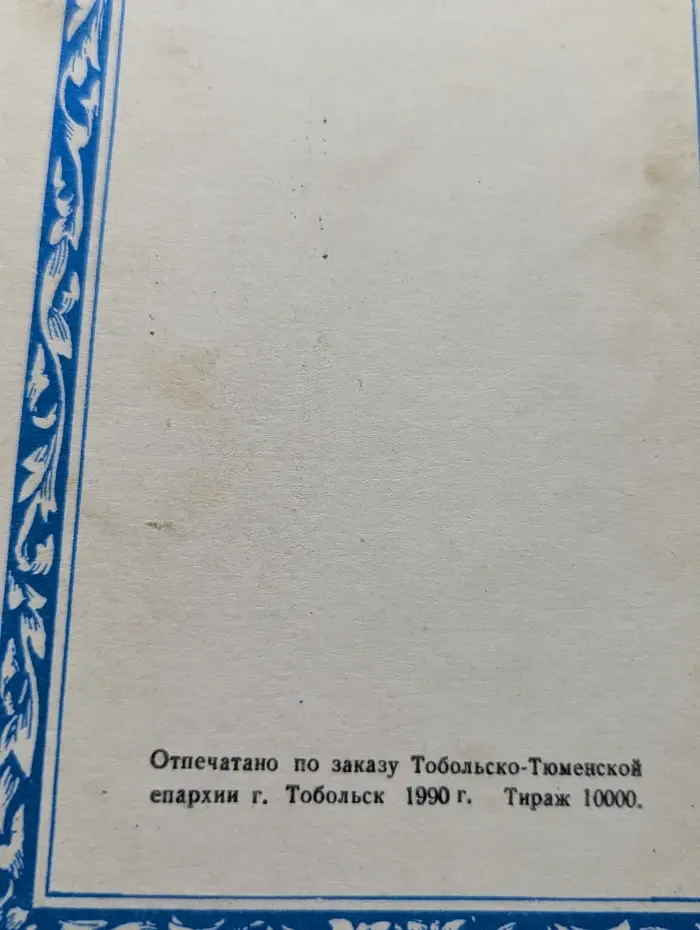 Отпечатано по заказу Тобольско-Тюменской
епархии г. Тобольск 1990 г. Тираж 10000.